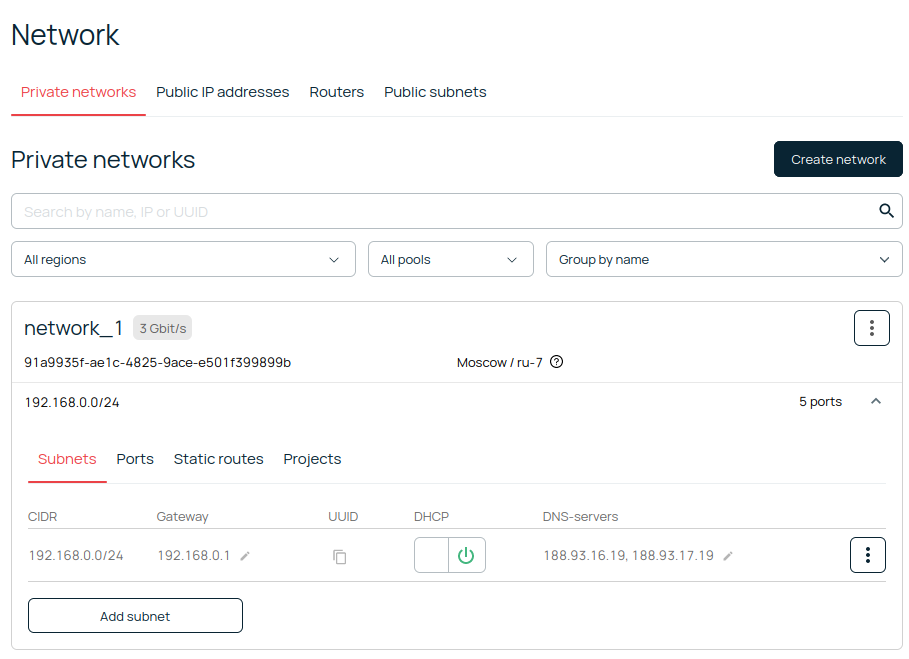 Network
Private networks Public IP addresses Routers Public subnets
Private networks
Create network
Search by name, IP or UUID
All regions All pools Group by name
network_1 3 Gbit/s
91a9935f-ae1c-4825-9ace-e501f399899b Moscow / ru-7
192.168.0.0/24 5 ports
Subnets Ports Static routes Projects
CIDR Gateway UUID DHCP DNS-servers
192.168.0.0/24 192.168.0.1 188.93.16.19, 188.93.17.19
Add subnet